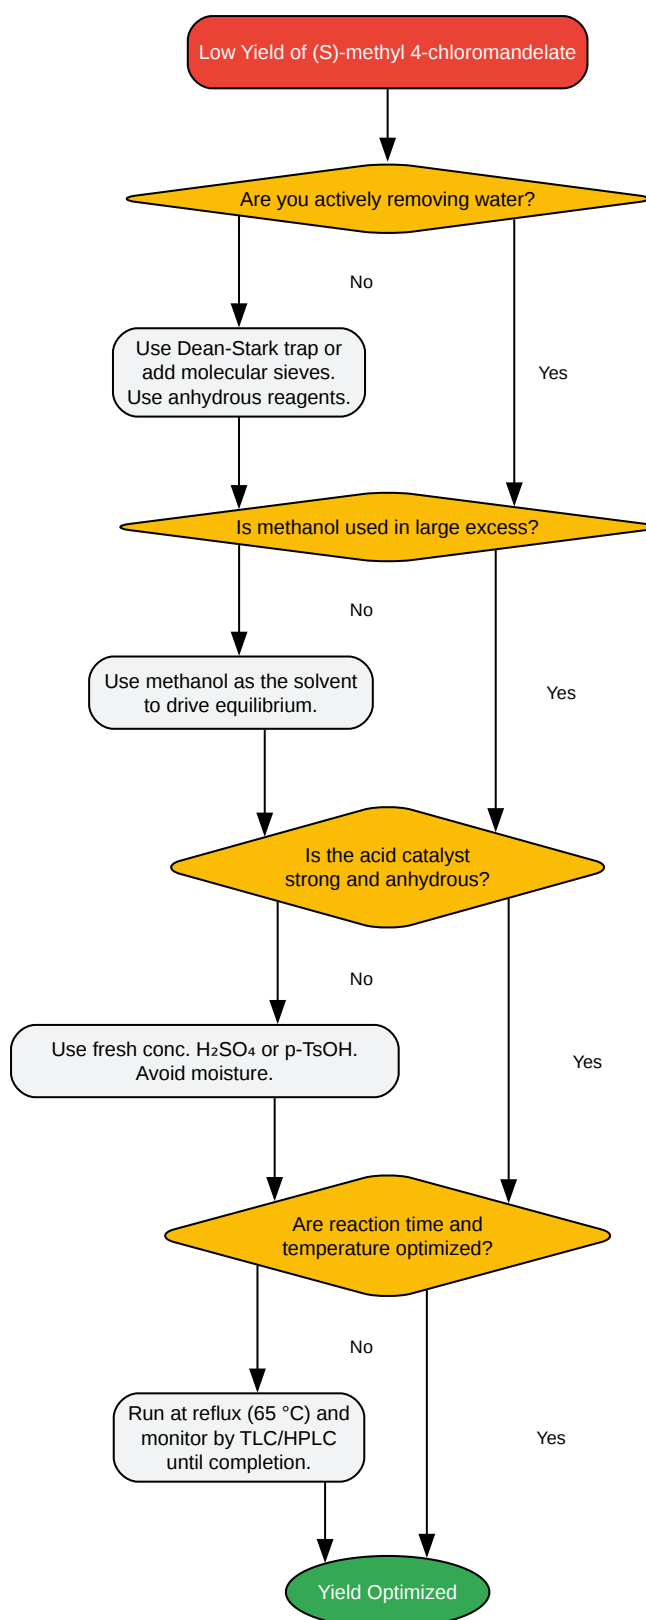 Low Yield of (S)-methyl 4-chloromandelate
Are you actively removing water?
No
Use Dean-Stark trap or
add molecular sieves.
Use anhydrous reagents.
Yes
Is methanol used in large excess?
No
Use methanol as the solvent
to drive equilibrium.
Yes
Is the acid catalyst
strong and anhydrous?
No
Use fresh conc. H₂SO₄ or p-TsOH.
Avoid moisture.
Yes
Are reaction time and
temperature optimized?
No
Run at reflux (65 °C) and
monitor by TLC/HPLC
until completion.
Yes
Yield Optimized